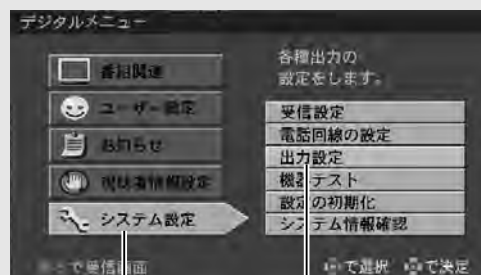 デジタルメニュー
番組関連
ユーザー設定
お知らせ
視聴者情報設定
システム設定
各種出力の
設定をします。
受信設定
電話回線の設定
出力設定
機器テスト
設定の初期化
システム情報確認
で受信画面
で選択 で決定